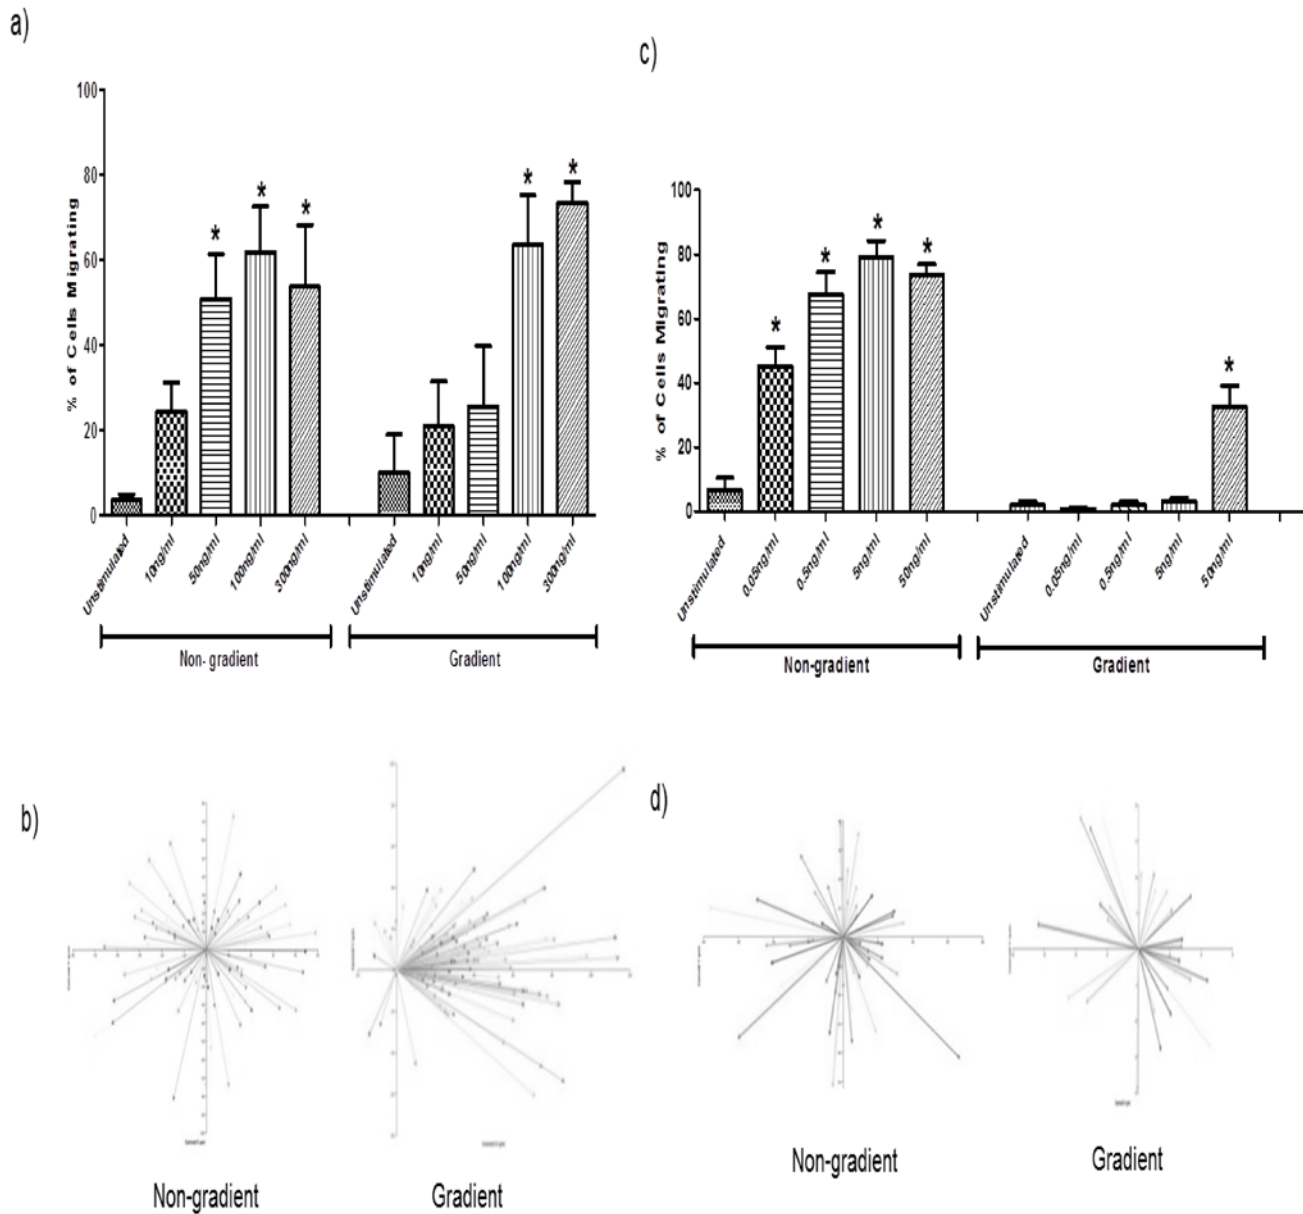 a)
100
80
60
40
20
0
% of Cells Migrating
* * * * *
Unstimulated 10ng/ml 50ng/ml 100ng/ml 300ng/ml Unstimulated 10ng/ml 50ng/ml 100ng/ml 300ng/ml
Non- gradient Gradient
c)
100
80
60
40
20
0
% of Cells Migrating
* * * * *
Unstimulated 0.05ng/ml 0.5ng/ml 5ng/ml 50ng/ml Unstimulated 0.05ng/ml 0.5ng/ml 5ng/ml 50ng/ml
Non-gradient Gradient
b)
Non-gradient Gradient
d)
Non-gradient Gradient